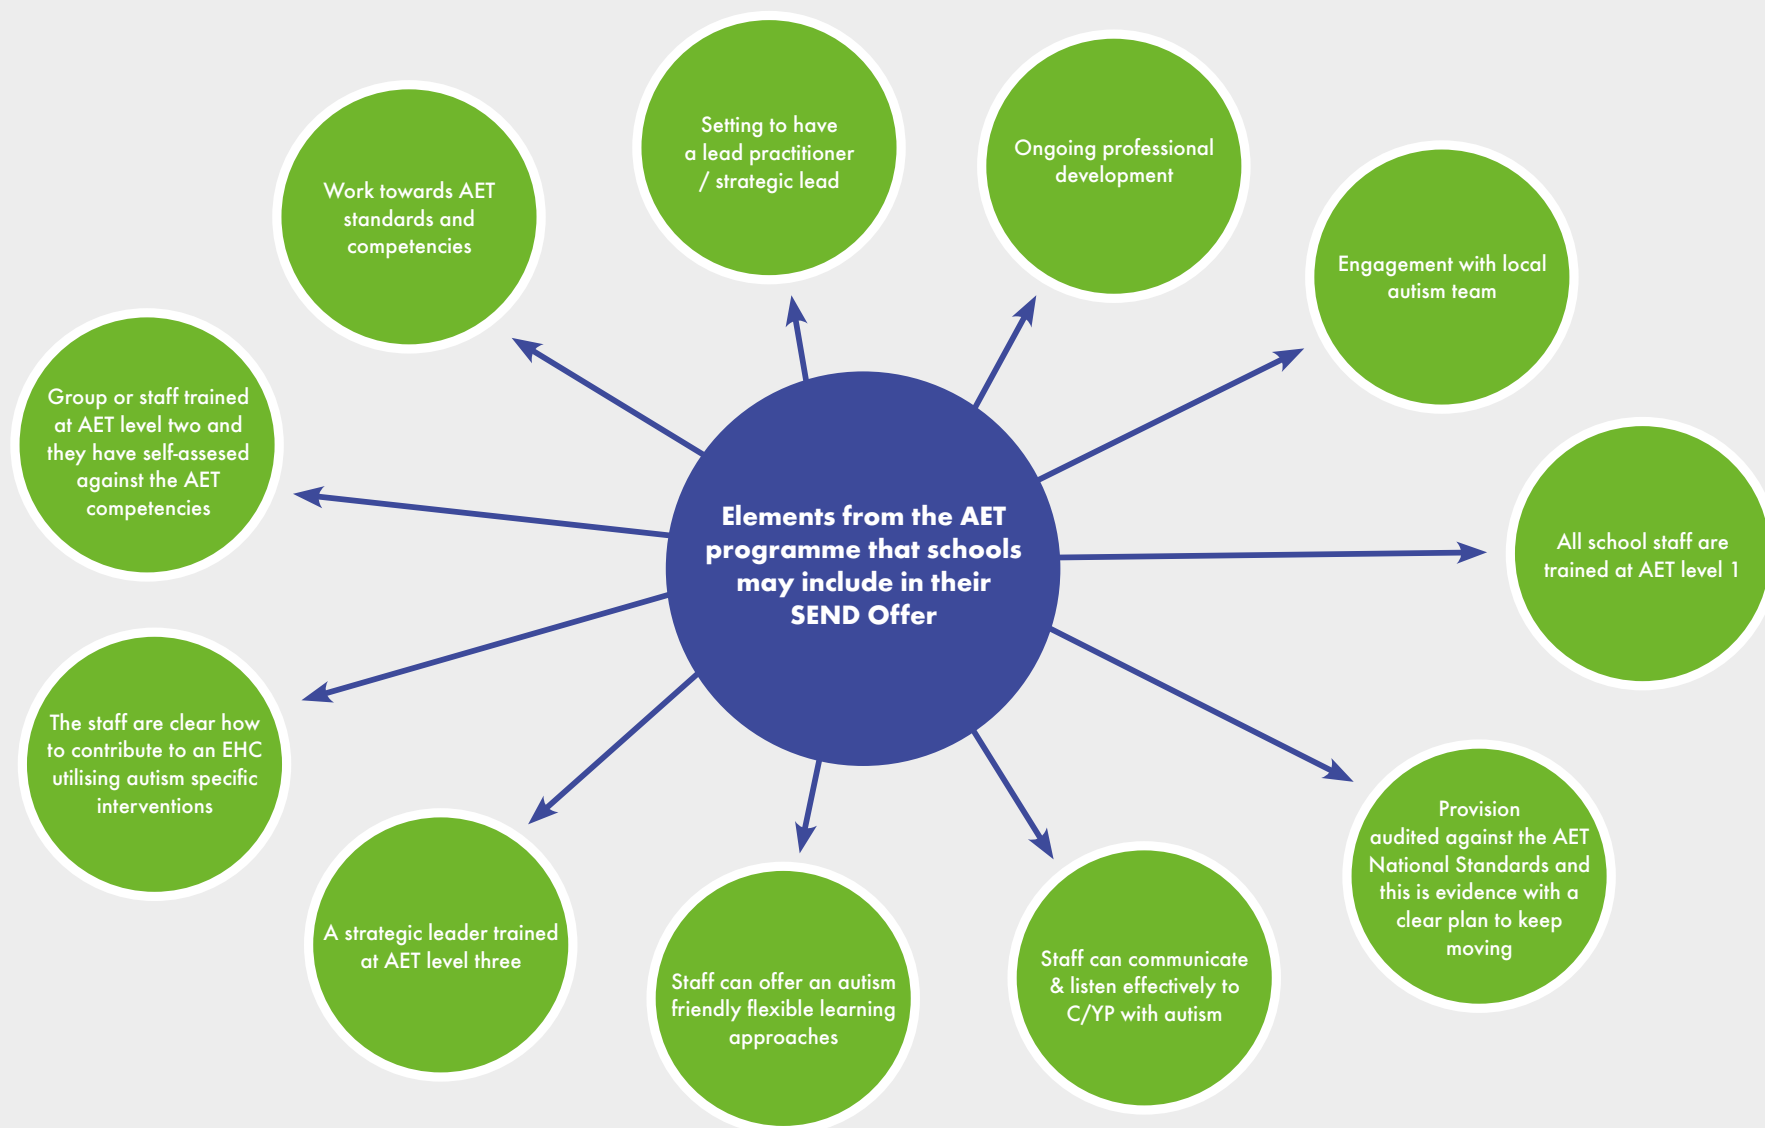 Elements from the AET
programme that schools
may include in their
SEND Offer
Setting to have
a lead practitioner
/ strategic lead
Ongoing professional
development
Engagement with local
autism team
All school staff are
trained at AET level 1
Provision
audited against the AET
National Standards and
this is evidence with a
clear plan to keep
moving
Staff can communicate
& listen effectively to
C/YP with autism
Staff can offer an autism
friendly flexible learning
approaches
A strategic leader trained
at AET level three
The staff are clear how
to contribute to an EHC
utilising autism specific
interventions
Group or staff trained
at AET level two and
they have self-assesed
against the AET
competencies
Work towards AET
standards and
competencies